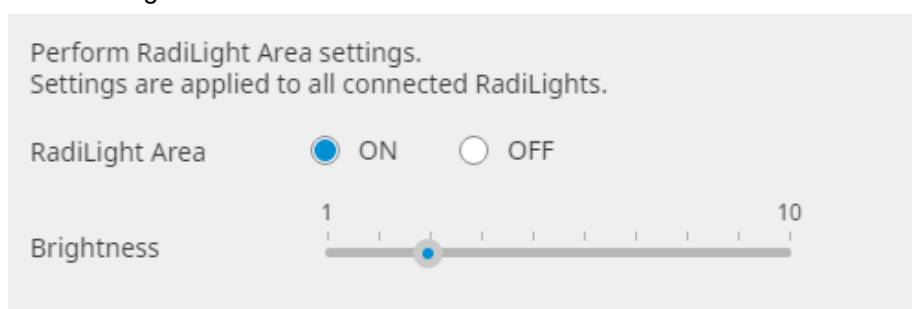 Perform RadiLight Area settings.
Settings are applied to all connected RadiLights.
RadiLight Area ON OFF
1 10
Brightness